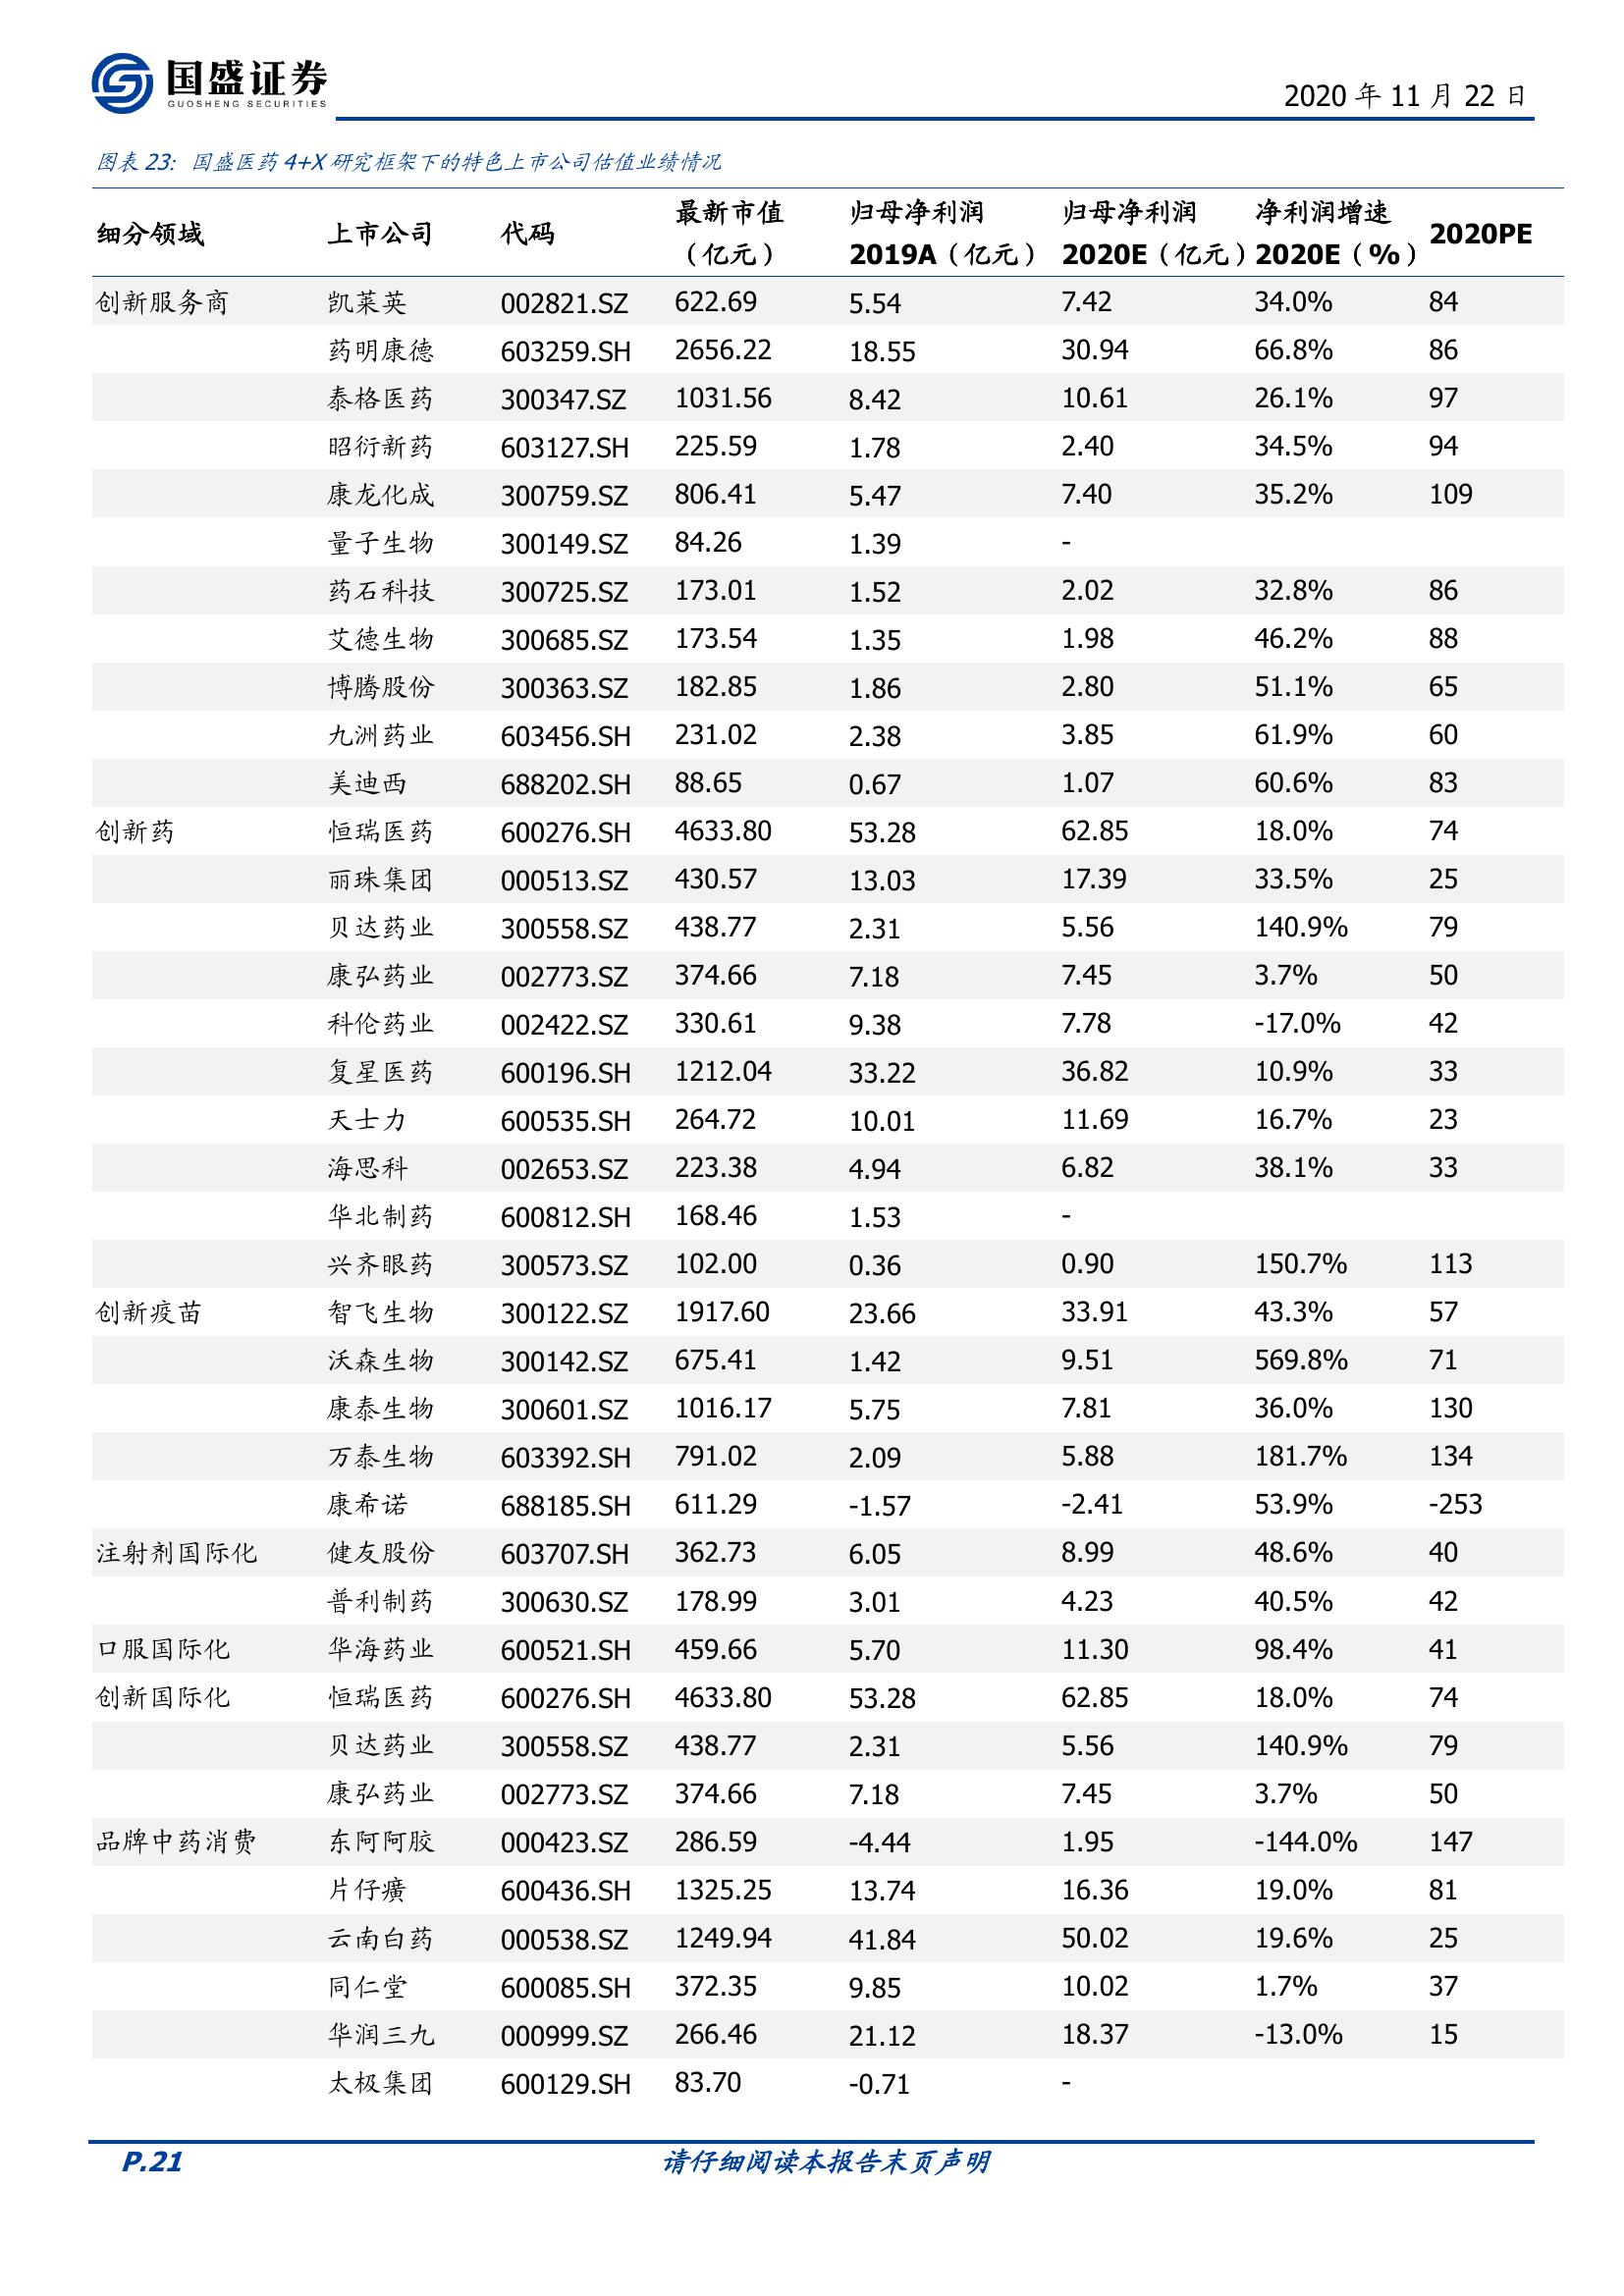 国盛证券
GUOSHENG SECURITIES
2020 年 11 月 22 日
图表 23: 国盛医药 4+X 研究框架下的特色上市公司估值业绩情况
细分领域 上市公司 代码 最新市值（亿元） 归母净利润 2019A（亿元） 归母净利润 2020E（亿元） 净利润增速 2020E（%） 2020PE
创新服务商 凯莱英 002821.SZ 622.69 5.54 7.42 34.0% 84
药明康德 603259.SH 2656.22 18.55 30.94 66.8% 86
泰格医药 300347.SZ 1031.56 8.42 10.61 26.1% 97
昭衍新药 603127.SH 225.59 1.78 2.40 34.5% 94
康龙化成 300759.SZ 806.41 5.47 7.40 35.2% 109
量子生物 300149.SZ 84.26 1.39 -
药石科技 300725.SZ 173.01 1.52 2.02 32.8% 86
艾德生物 300685.SZ 173.54 1.35 1.98 46.2% 88
博腾股份 300363.SZ 182.85 1.86 2.80 51.1% 65
九洲药业 603456.SH 231.02 2.38 3.85 61.9% 60
美迪西 688202.SH 88.65 0.67 1.07 60.6% 83
创新药 恒瑞医药 600276.SH 4633.80 53.28 62.85 18.0% 74
丽珠集团 000513.SZ 430.57 13.03 17.39 33.5% 25
贝达药业 300558.SZ 438.77 2.31 5.56 140.9% 79
康弘药业 002773.SZ 374.66 7.18 7.45 3.7% 50
科伦药业 002422.SZ 330.61 9.38 7.78 -17.0% 42
复星医药 600196.SH 1212.04 33.22 36.82 10.9% 33
天士力 600535.SH 264.72 10.01 11.69 16.7% 23
海思科 002653.SZ 223.38 4.94 6.82 38.1% 33
华北制药 600812.SH 168.46 1.53 -
兴齐眼药 300573.SZ 102.00 0.36 0.90 150.7% 113
创新疫苗 智飞生物 300122.SZ 1917.60 23.66 33.91 43.3% 57
沃森生物 300142.SZ 675.41 1.42 9.51 569.8% 71
康泰生物 300601.SZ 1016.17 5.75 7.81 36.0% 130
万泰生物 603392.SH 791.02 2.09 5.88 181.7% 134
康希诺 688185.SH 611.29 -1.57 -2.41 53.9% -253
注射剂国际化 健友股份 603707.SH 362.73 6.05 8.99 48.6% 40
普利制药 300630.SZ 178.99 3.01 4.23 40.5% 42
口服国际化 华海药业 600521.SH 459.66 5.70 11.30 98.4% 41
创新国际化 恒瑞医药 600276.SH 4633.80 53.28 62.85 18.0% 74
贝达药业 300558.SZ 438.77 2.31 5.56 140.9% 79
康弘药业 002773.SZ 374.66 7.18 7.45 3.7% 50
品牌中药消费 东阿阿胶 000423.SZ 286.59 -4.44 1.95 -144.0% 147
片仔癀 600436.SH 1325.25 13.74 16.36 19.0% 81
云南白药 000538.SZ 1249.94 41.84 50.02 19.6% 25
同仁堂 600085.SH 372.35 9.85 10.02 1.7% 37
华润三九 000999.SZ 266.46 21.12 18.37 -13.0% 15
太极集团 600129.SH 83.70 -0.71 -
P.21 请仔细阅读本报告末页声明